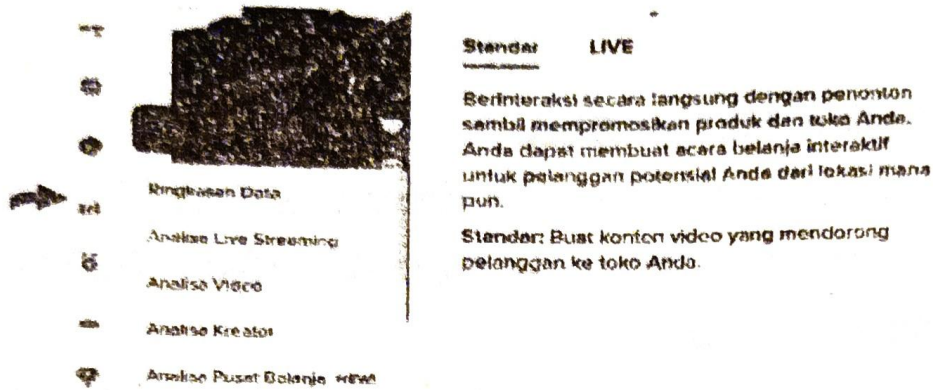 Ringkasan Data
Analisa Live Streaming
Analisa Video
Analisa Kreator
Analisa Pusat Belanja NEW!
Standar LIVE
Berinteraksi secara langsung dengan penonton
sambil mempromosikan produk dan toko Anda.
Anda dapat membuat acara belanja interaktif
untuk pelanggan potensial Anda dari lokasi mana
pun.
Standar: Buat konten video yang mendorong
pelanggan ke toko Anda.